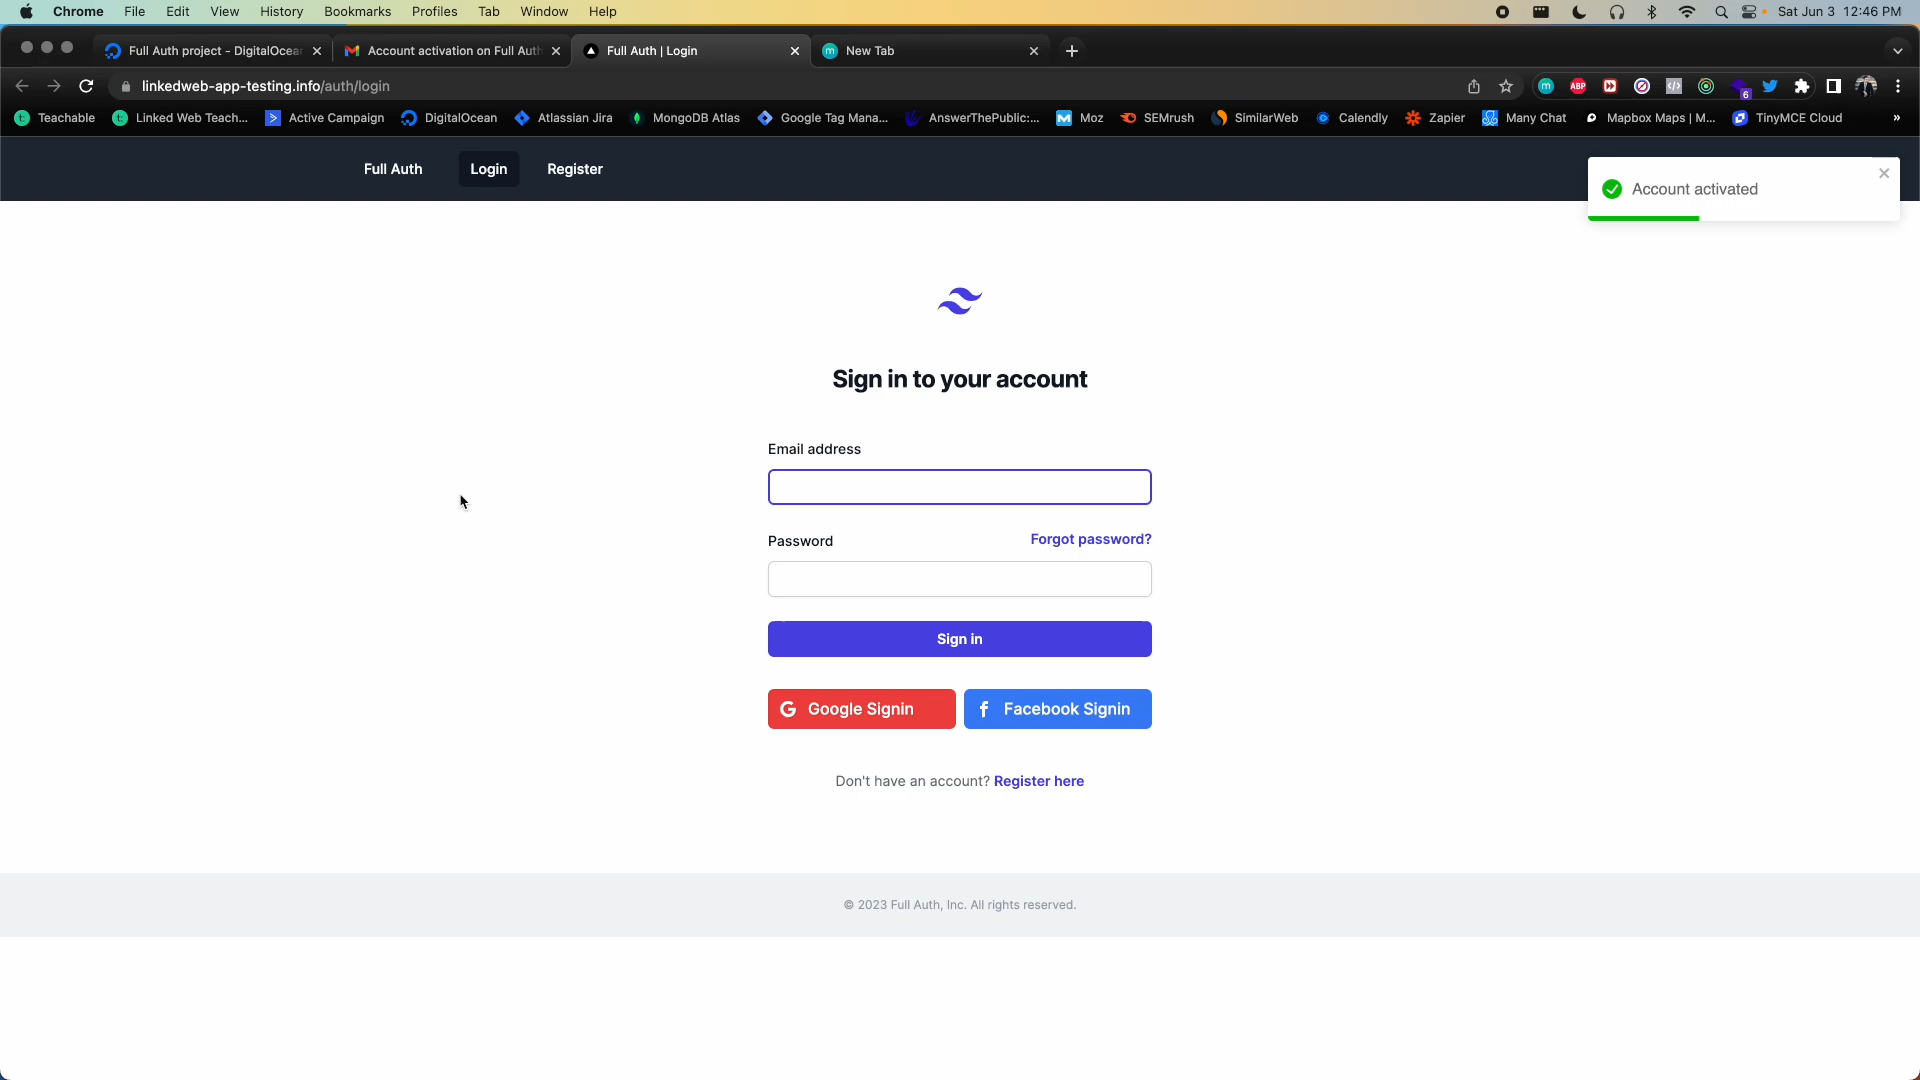 Chrome File Edit View History Bookmarks Profiles Tab Window Help Sat Jun 3 12:46 PM
Full Auth project - DigitalOcean Account activation on Full Auth Full Auth | Login m New Tab
linkedweb-app-testing.info/auth/login m ABP 6
t Teachable t Linked Web Teach... Active Campaign DigitalOcean Atlassian Jira MongoDB Atlas Google Tag Mana... AnswerThePublic:... M Moz SEMrush SimilarWeb Calendly Zapier Many Chat Mapbox Maps | M... TinyMCE Cloud »
Full Auth Login Register
Account activated
Sign in to your account
Email address
Password Forgot password?
Sign in
G Google Signin f Facebook Signin
Don't have an account? Register here
© 2023 Full Auth, Inc. All rights reserved.